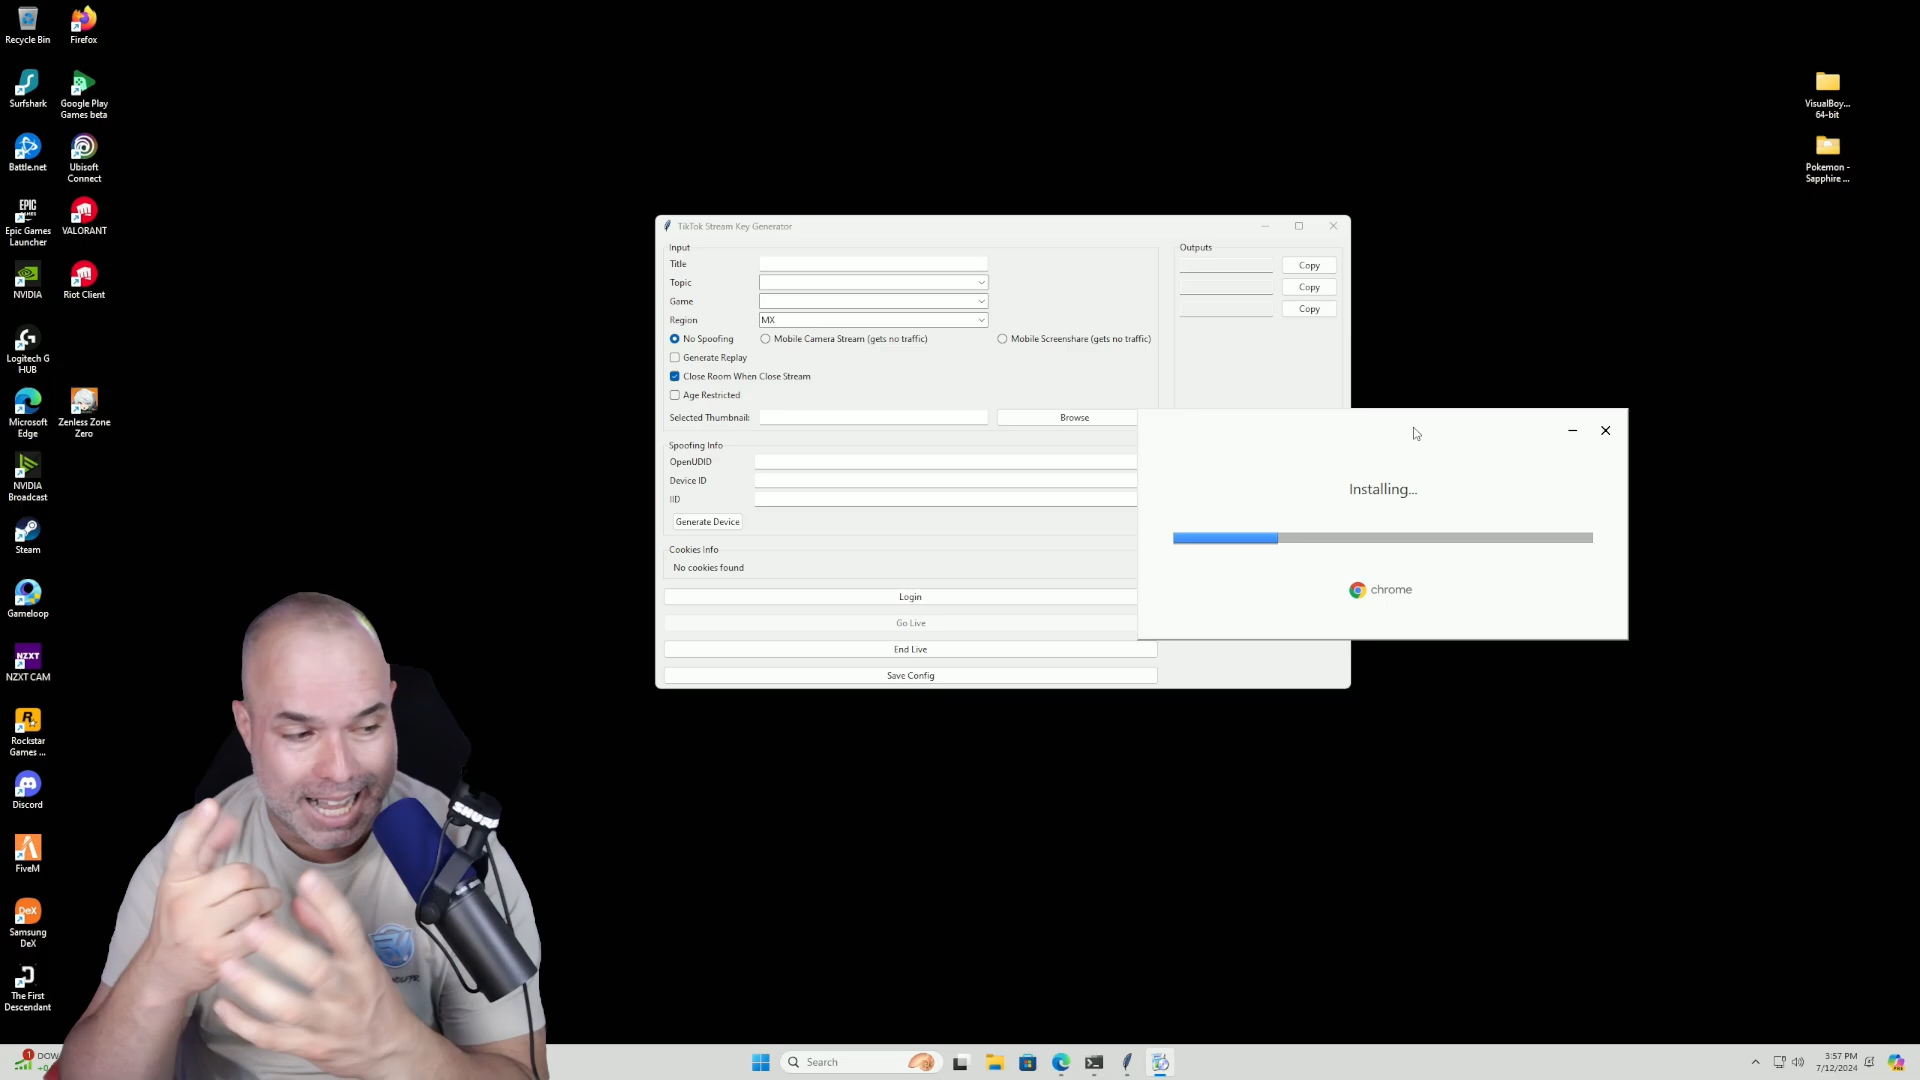 Recycle Bin
Firefox
Surfshark
Google Play
Games beta
Battle.net
Ubisoft
Connect
EPIC
GAMES
Epic Games
Launcher
VALORANT
NVIDIA
Riot Client
Logitech G
HUB
Microsoft
Edge
Zenless Zone
Zero
NVIDIA
Broadcast
Steam
Gameloop
NZXT
NZXT CAM
Rockstar
Games ...
Discord
FiveM
DeX
Samsung
DeX
The First
Descendant
VisualBoy...
64-bit
Pokemon -
Sapphire ...
TikTok Stream Key Generator
Input
Title
Topic
Game
Region
MX
No Spoofing
Mobile Camera Stream (gets no traffic)
Mobile Screenshare (gets no traffic)
Generate Replay
Close Room When Close Stream
Age Restricted
Selected Thumbnail:
Browse
Spoofing Info
OpenUDID
Device ID
IID
Generate Device
Cookies Info
No cookies found
Login
Go Live
End Live
Save Config
Outputs
Copy
Copy
Copy
Installing...
chrome
1
DOW
Search
3:57 PM
7/12/2024